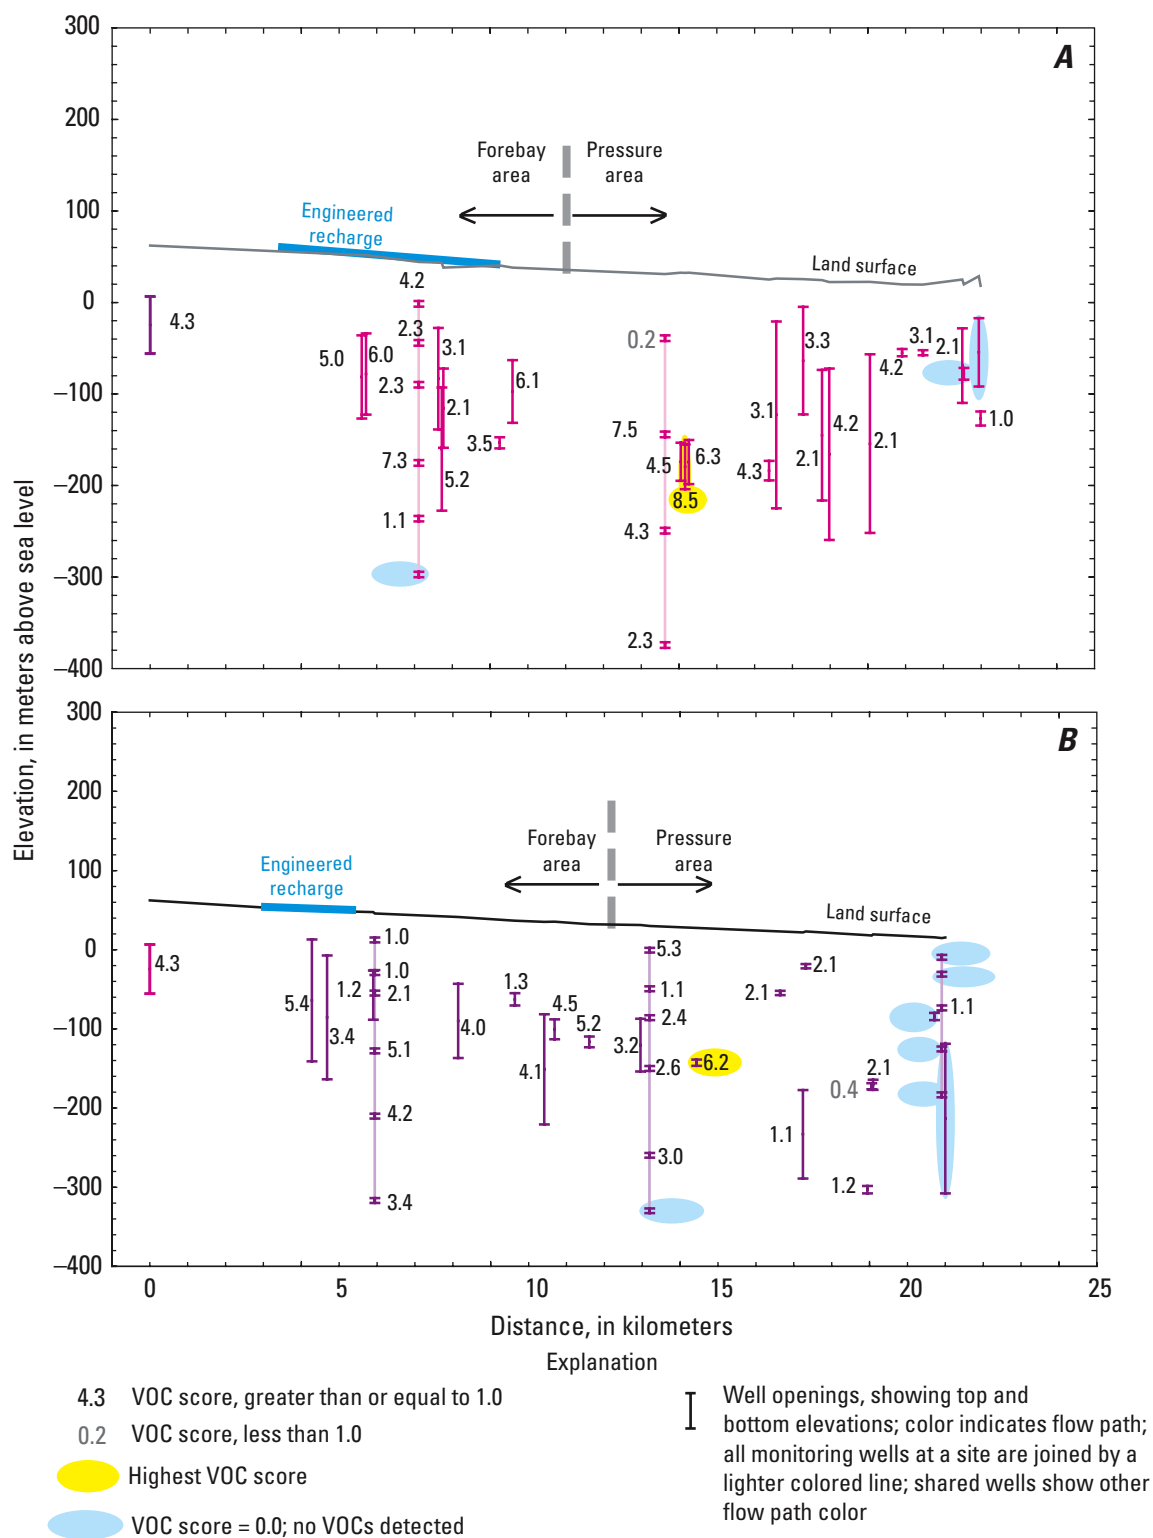 Elevation, in meters above sea level
300
200
100
0
–100
–200
–300
–400
A
Forebay
area
Pressure
area
Engineered
recharge
Land surface
4.3
5.0
6.0
4.2
2.3
2.3
7.3
1.1
3.1
2.1
5.2
3.5
6.1
0.2
7.5
4.3
2.3
4.5
6.3
8.5
4.3
3.1
3.3
2.1
4.2
2.1
4.2
3.1
2.1
1.0
300
200
100
0
–100
–200
–300
–400
B
Forebay
area
Pressure
area
Engineered
recharge
Land surface
4.3
5.4
3.4
1.0
1.0
1.2
2.1
5.1
4.2
3.4
4.0
1.3
4.5
4.1
5.2
5.3
1.1
2.4
3.2
2.6
3.0
6.2
2.1
2.1
1.1
2.1
0.4
1.2
1.1
0
5
10
15
20
25
Distance, in kilometers
Explanation
4.3 VOC score, greater than or equal to 1.0
0.2 VOC score, less than 1.0
Highest VOC score
VOC score = 0.0; no VOCs detected
Well openings, showing top and
bottom elevations; color indicates flow path;
all monitoring wells at a site are joined by a
lighter colored line; shared wells show other
flow path color